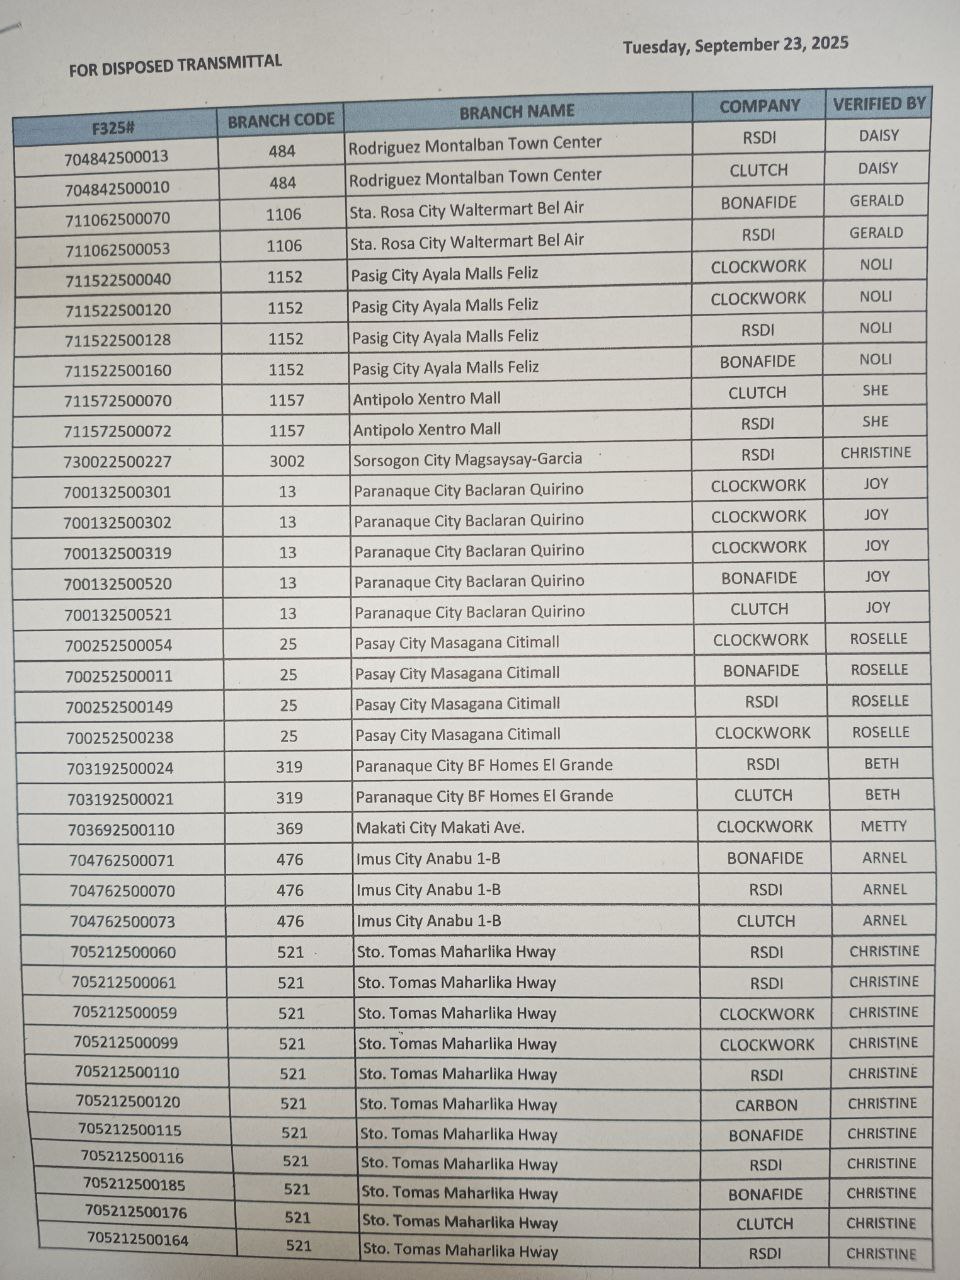 FOR DISPOSED TRANSMITTAL
Tuesday, September 23, 2025
F325# BRANCH CODE BRANCH NAME COMPANY VERIFIED BY
704842500013 484 Rodriguez Montalban Town Center RSDI DAISY
704842500010 484 Rodriguez Montalban Town Center CLUTCH DAISY
711062500070 1106 Sta. Rosa City Waltermart Bel Air BONAFIDE GERALD
711062500053 1106 Sta. Rosa City Waltermart Bel Air RSDI GERALD
711522500040 1152 Pasig City Ayala Malls Feliz CLOCKWORK NOLI
711522500120 1152 Pasig City Ayala Malls Feliz CLOCKWORK NOLI
711522500128 1152 Pasig City Ayala Malls Feliz RSDI NOLI
711522500160 1152 Pasig City Ayala Malls Feliz BONAFIDE NOLI
711572500070 1157 Antipolo Xentro Mall CLUTCH SHE
711572500072 1157 Antipolo Xentro Mall RSDI SHE
730022500227 3002 Sorsogon City Magsaysay-Garcia RSDI CHRISTINE
700132500301 13 Paranaque City Baclaran Quirino CLOCKWORK JOY
700132500302 13 Paranaque City Baclaran Quirino CLOCKWORK JOY
700132500319 13 Paranaque City Baclaran Quirino CLOCKWORK JOY
700132500520 13 Paranaque City Baclaran Quirino BONAFIDE JOY
700132500521 13 Paranaque City Baclaran Quirino CLUTCH JOY
700252500054 25 Pasay City Masagana Citimall CLOCKWORK ROSELLE
700252500011 25 Pasay City Masagana Citimall BONAFIDE ROSELLE
700252500149 25 Pasay City Masagana Citimall RSDI ROSELLE
700252500238 25 Pasay City Masagana Citimall CLOCKWORK ROSELLE
703192500024 319 Paranaque City BF Homes El Grande RSDI BETH
703192500021 319 Paranaque City BF Homes El Grande CLUTCH BETH
703692500110 369 Makati City Makati Ave. CLOCKWORK METTY
704762500071 476 Imus City Anabu 1-B BONAFIDE ARNEL
704762500070 476 Imus City Anabu 1-B RSDI ARNEL
704762500073 476 Imus City Anabu 1-B CLUTCH ARNEL
705212500060 521 Sto. Tomas Maharlika Hway RSDI CHRISTINE
705212500061 521 Sto. Tomas Maharlika Hway RSDI CHRISTINE
705212500059 521 Sto. Tomas Maharlika Hway CLOCKWORK CHRISTINE
705212500099 521 Sto. Tomas Maharlika Hway CLOCKWORK CHRISTINE
705212500110 521 Sto. Tomas Maharlika Hway RSDI CHRISTINE
705212500120 521 Sto. Tomas Maharlika Hway CARBON CHRISTINE
705212500115 521 Sto. Tomas Maharlika Hway BONAFIDE CHRISTINE
705212500116 521 Sto. Tomas Maharlika Hway RSDI CHRISTINE
705212500185 521 Sto. Tomas Maharlika Hway BONAFIDE CHRISTINE
705212500176 521 Sto. Tomas Maharlika Hway CLUTCH CHRISTINE
705212500164 521 Sto. Tomas Maharlika Hway RSDI CHRISTINE